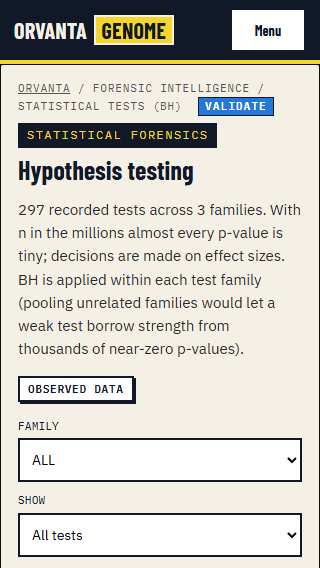 ORVANTA GENOME
Menu
ORVANTA / FORENSIC INTELLIGENCE /
STATISTICAL TESTS (BH) VALIDATE
STATISTICAL FORENSICS
Hypothesis testing
297 recorded tests across 3 families. With
n in the millions almost every p-value is
tiny; decisions are made on effect sizes.
BH is applied within each test family
(pooling unrelated families would let a
weak test borrow strength from
thousands of near-zero p-values).
OBSERVED DATA
FAMILY
ALL
SHOW
All tests